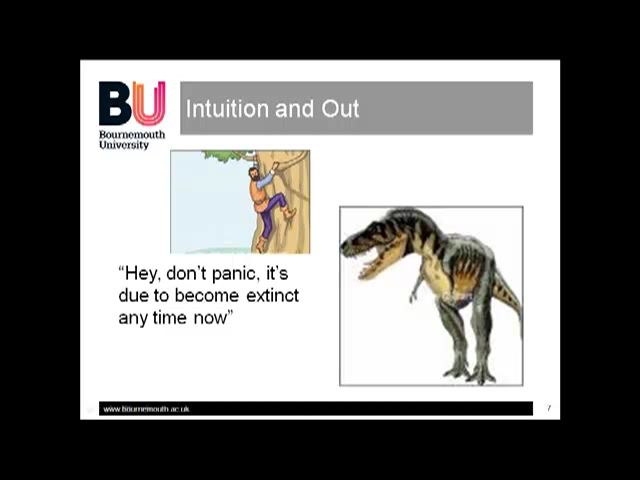 BU
Bournemouth
University
Intuition and Out
“Hey, don’t panic, it’s
due to become extinct
any time now”
www.bournemouth.ac.uk
7